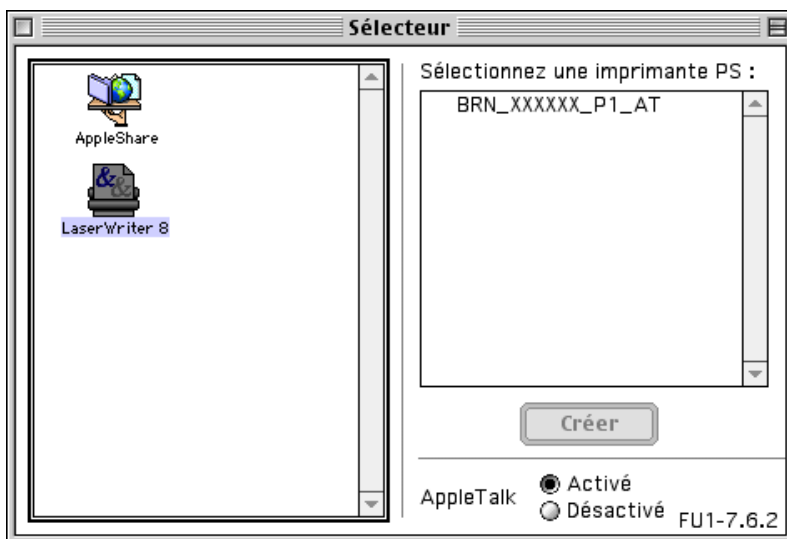 Sélecteur
AppleShare
LaserWriter 8
Sélectionnez une imprimante PS :
BRN_XXXXXX_P1_AT
Créer
AppleTalk
Activé
Désactivé
FU1-7.6.2